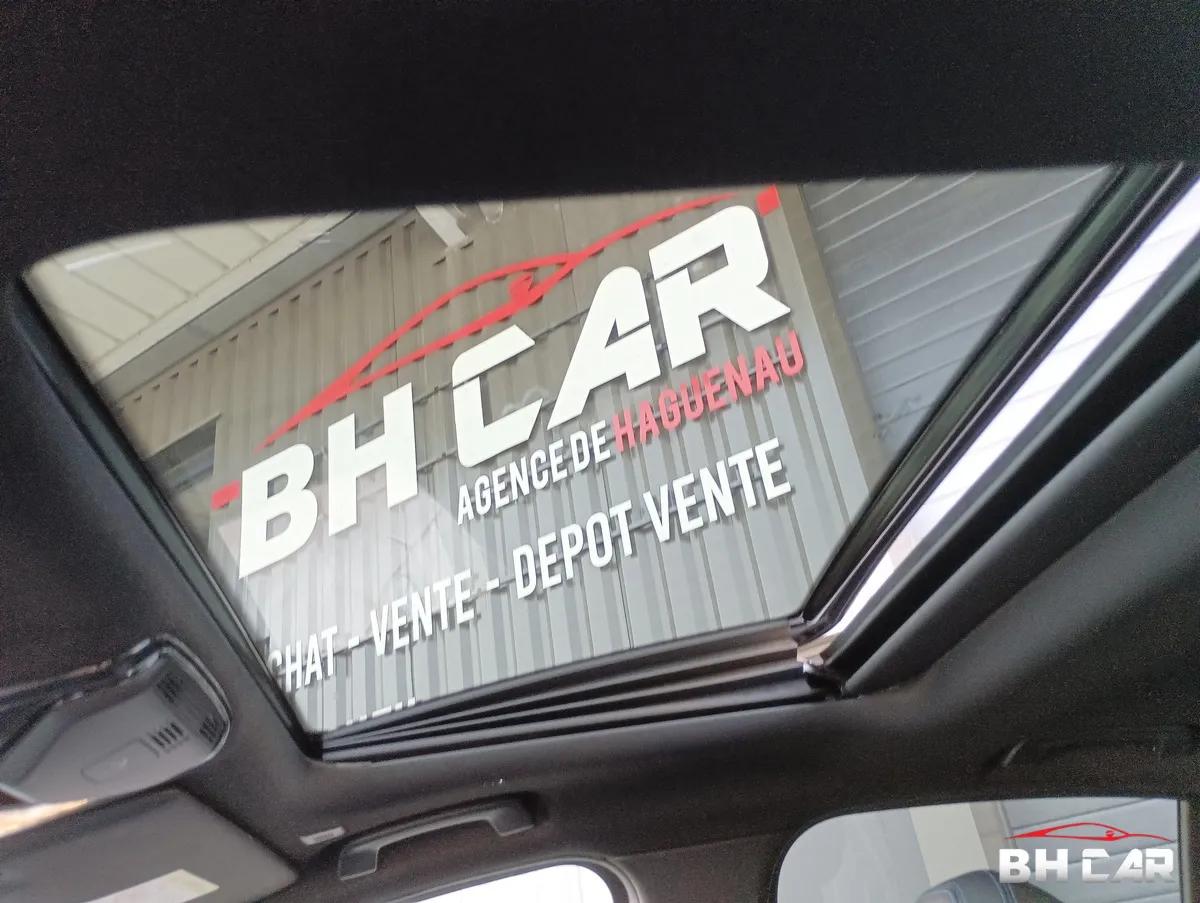 BH CAR
AGENCE DE HAGUENAU
CHAT - VENTE - DEPOT VENTE
BH CAR